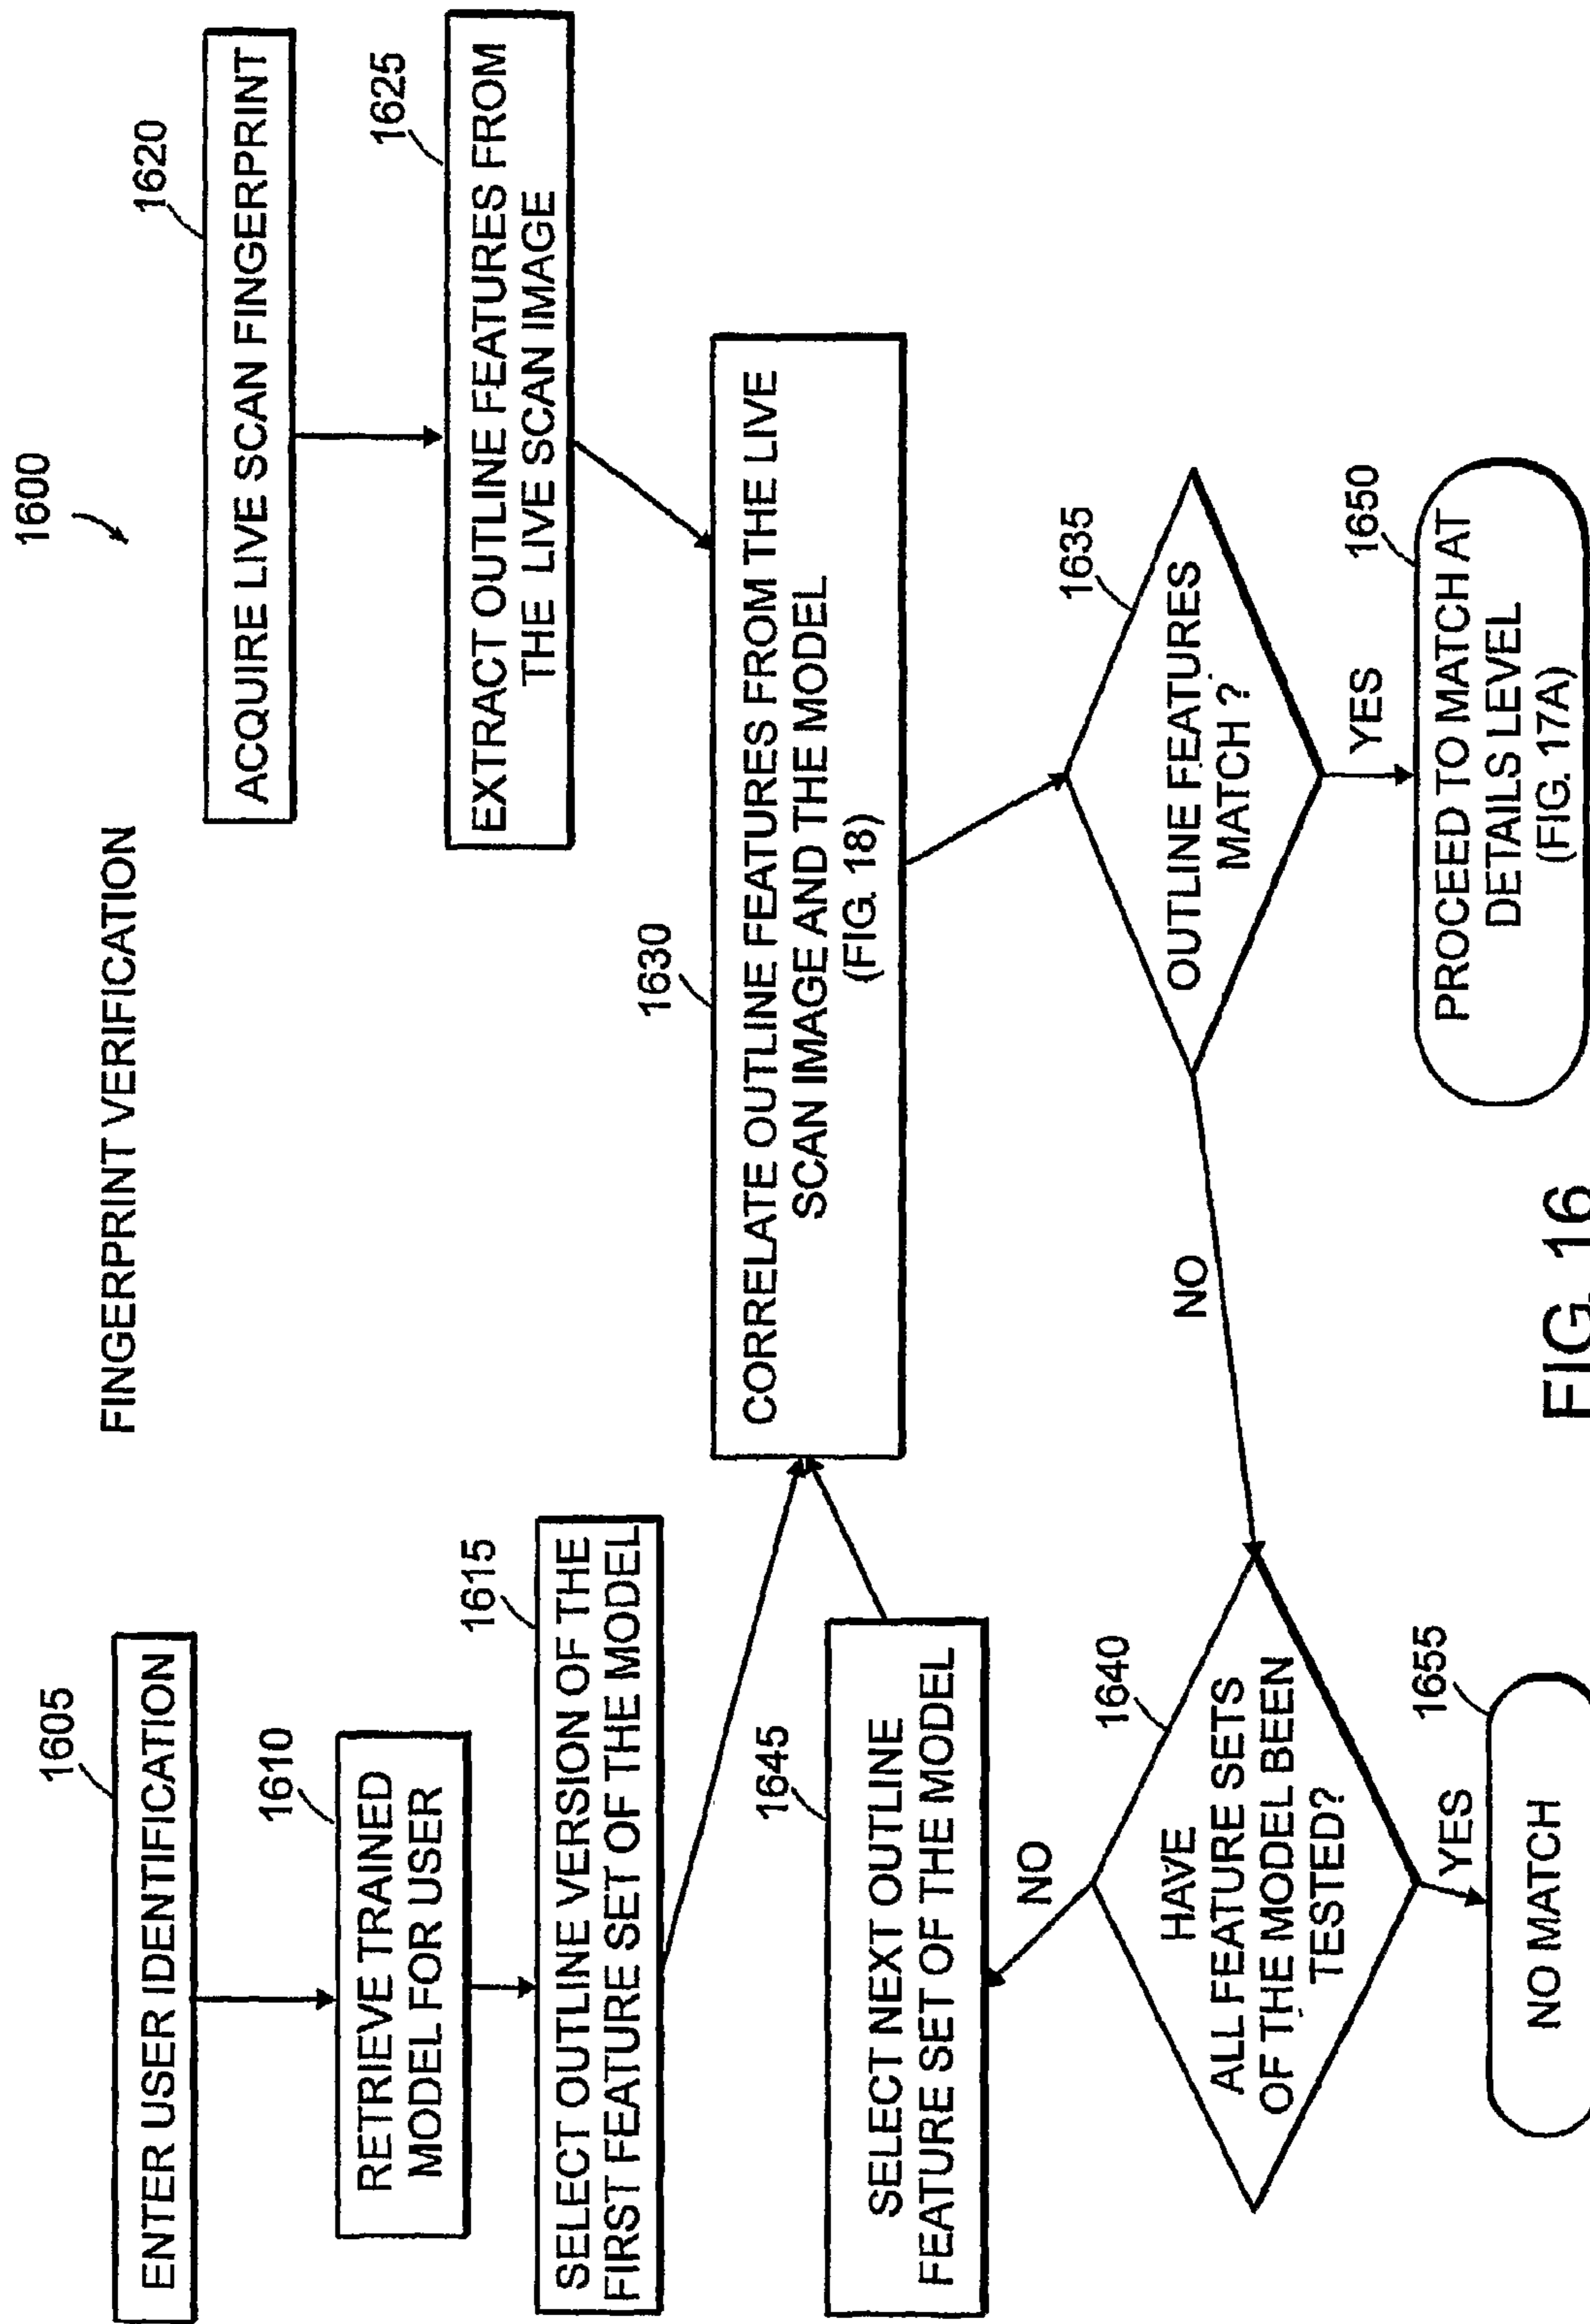 FINGERPRINT VERIFICATION
1600
1605
ENTER USER IDENTIFICATION
1610
RETRIEVE TRAINED
MODEL FOR USER
1615
SELECT OUTLINE VERSION OF THE
FIRST FEATURE SET OF THE MODEL
1620
ACQUIRE LIVE SCAN FINGERPRINT
1625
EXTRACT OUTLINE FEATURES FROM
THE LIVE SCAN IMAGE
1630
CORRELATE OUTLINE FEATURES FROM THE LIVE
SCAN IMAGE AND THE MODEL
(FIG. 18)
1645
SELECT NEXT OUTLINE
FEATURE SET OF THE MODEL
1635
OUTLINE FEATURES
MATCH ?
NO
YES
1640
HAVE
ALL FEATURE SETS
OF THE MODEL BEEN
TESTED?
NO
YES
1650
PROCEED TO MATCH AT
DETAILS LEVEL
(FIG. 17A)
1655
NO MATCH
FIG. 16